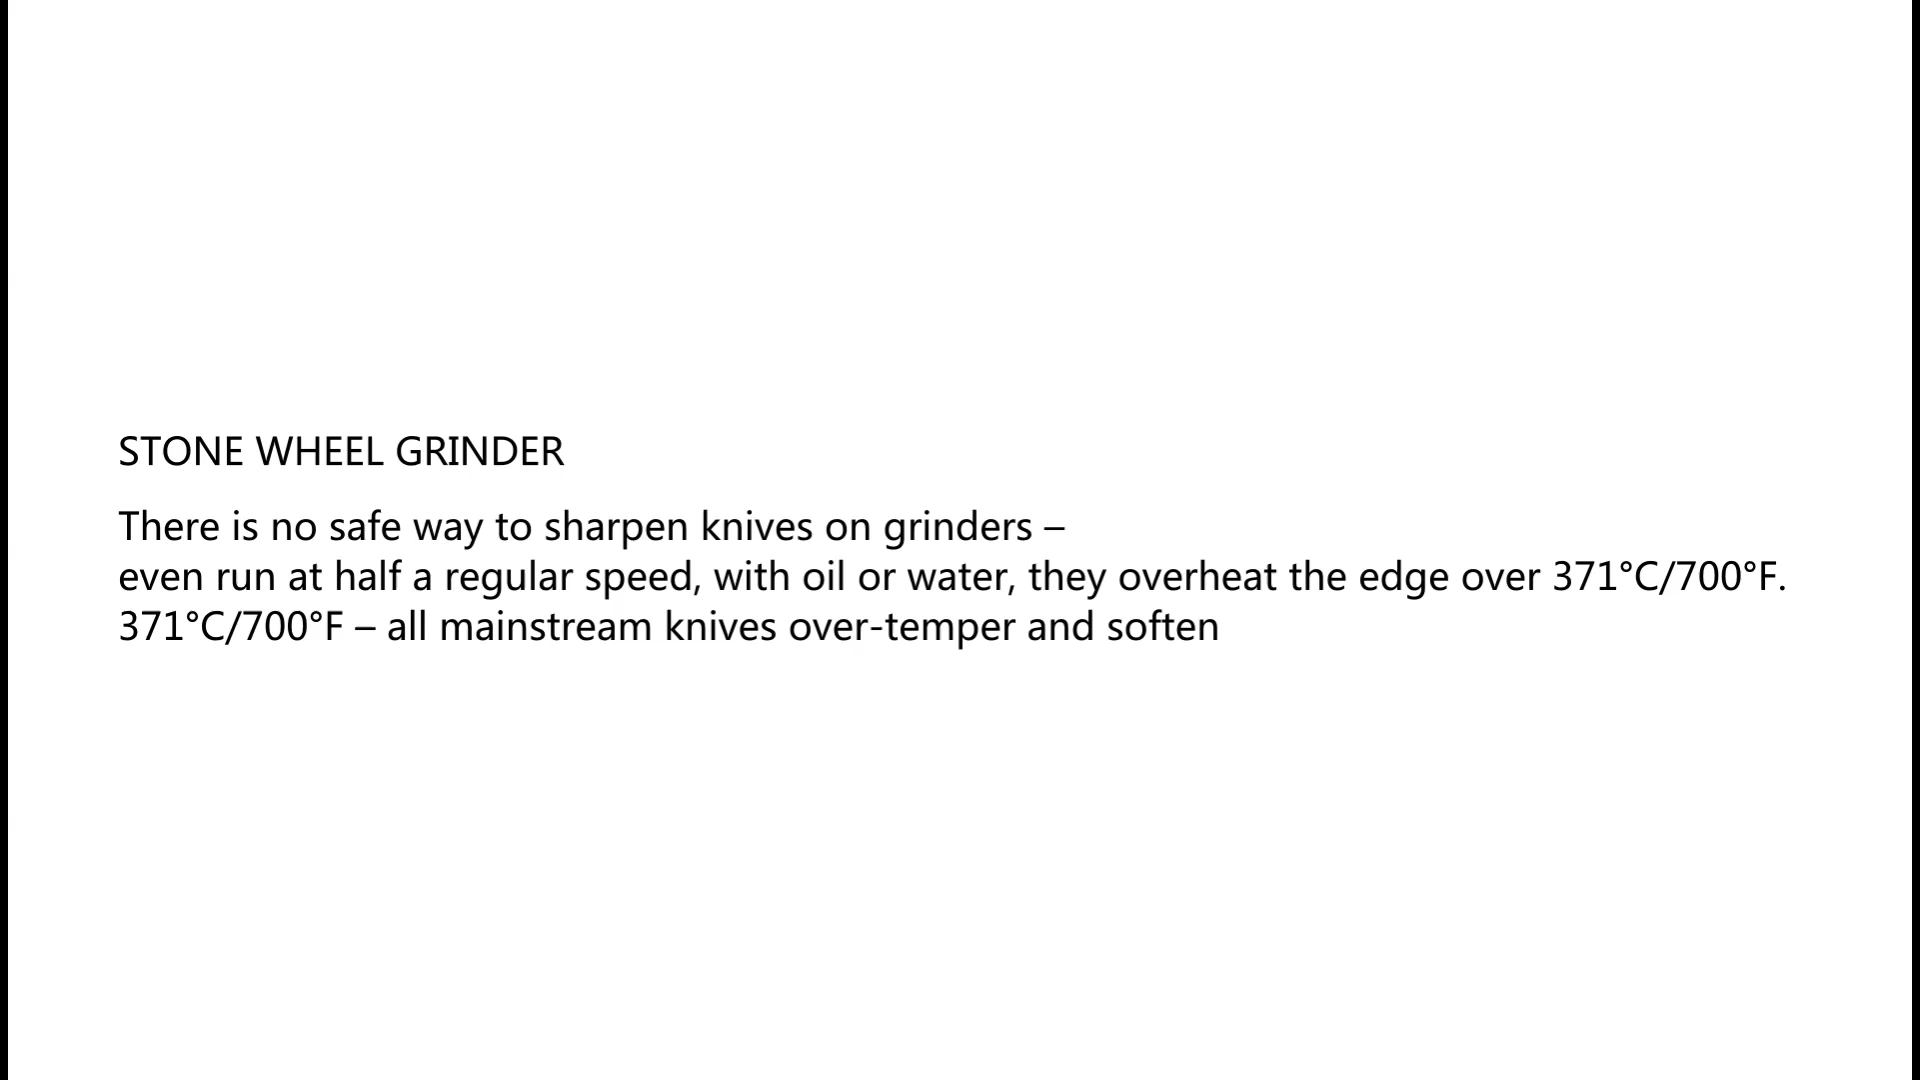 STONE WHEEL GRINDER
There is no safe way to sharpen knives on grinders –
even run at half a regular speed, with oil or water, they overheat the edge over 371°C/700°F.
371°C/700°F – all mainstream knives over-temper and soften